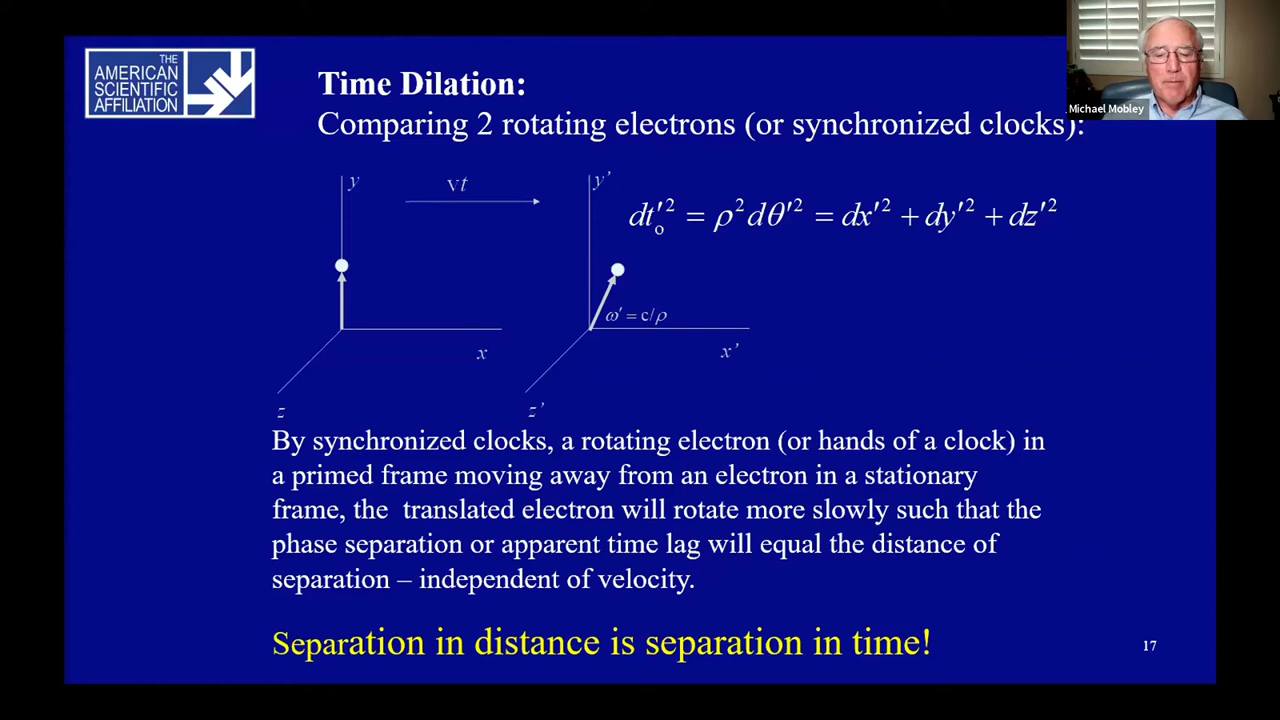 THE
AMERICAN
SCIENTIFIC
AFFILIATION
Time Dilation:
Comparing 2 rotating electrons (or synchronized clocks):
Michael Mobley
y
vt
y’
dt′₀² = ρ²dθ′² = dx′² + dy′² + dz′²
ω′ = c/ρ
x
x’
z
z’
By synchronized clocks, a rotating electron (or hands of a clock) in
a primed frame moving away from an electron in a stationary
frame, the translated electron will rotate more slowly such that the
phase separation or apparent time lag will equal the distance of
separation – independent of velocity.
Separation in distance is separation in time!
17